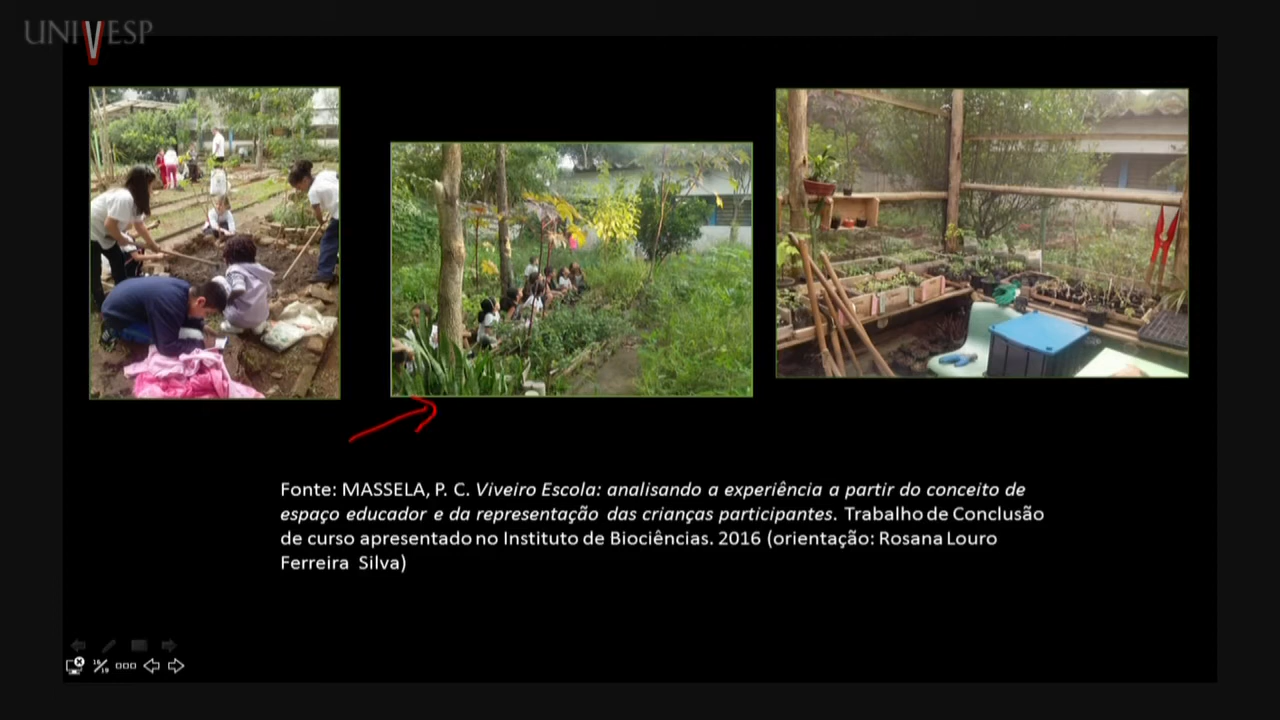 UNIVESP
Fonte: MASSELA, P. C. Viveiro Escola: analisando a experiência a partir do conceito de
espaço educador e da representação das crianças participantes. Trabalho de Conclusão
de curso apresentado no Instituto de Biociências. 2016 (orientação: Rosana Louro
Ferreira Silva)